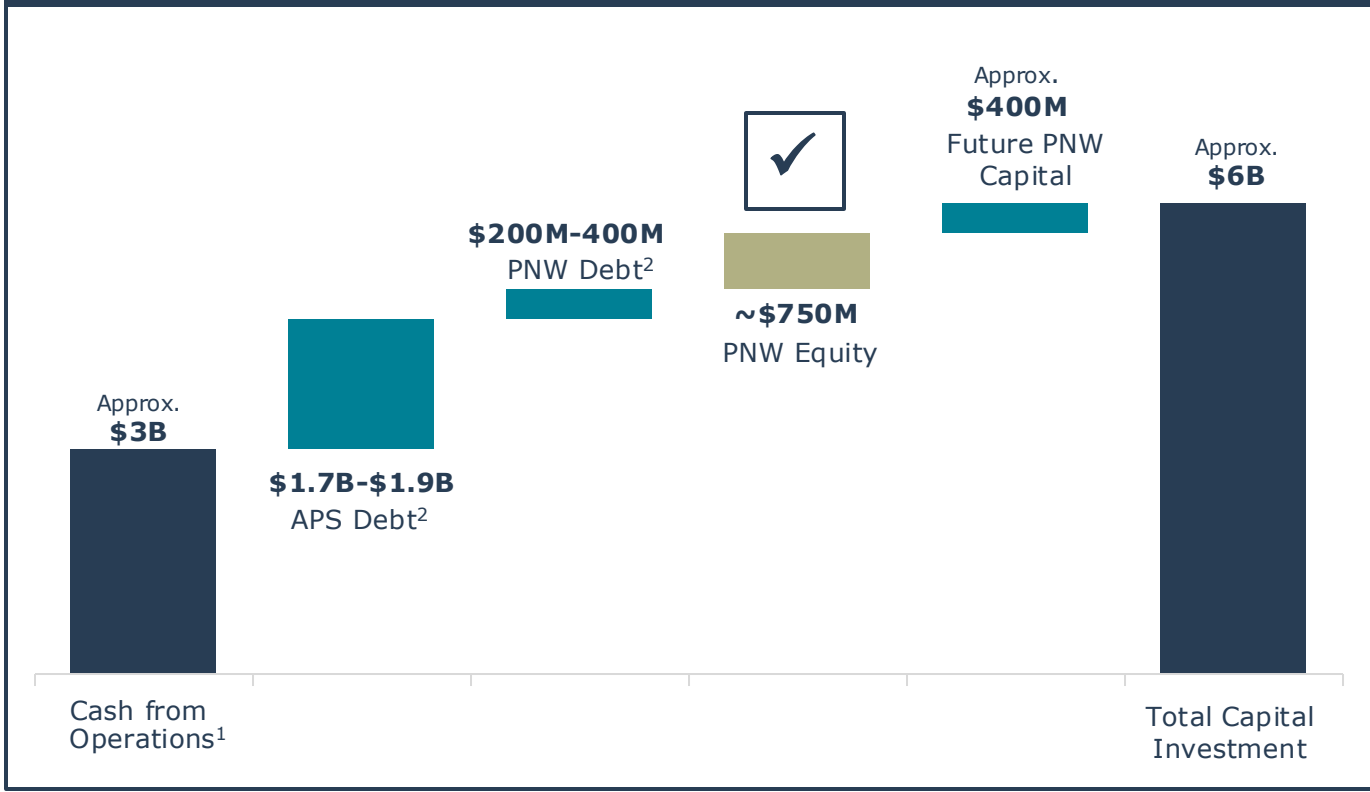 Approx.
$3B
Cash from
Operations¹
$1.7B-$1.9B
APS Debt²
$200M-400M
PNW Debt²
~$750M
PNW Equity
Approx.
$400M
Future PNW
Capital
Approx.
$6B
Total Capital
Investment